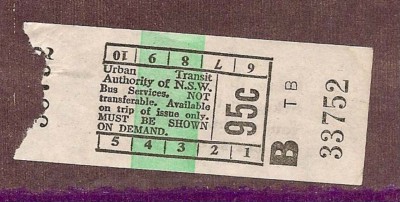 10 9 8 7 6
Urban Transit
Authority of N.S.W.
Bus Services. NOT
transferable. Available
on trip of issue only.
MUST BE SHOWN
ON DEMAND.
5 4 3 2 1
95c
B TB
33752